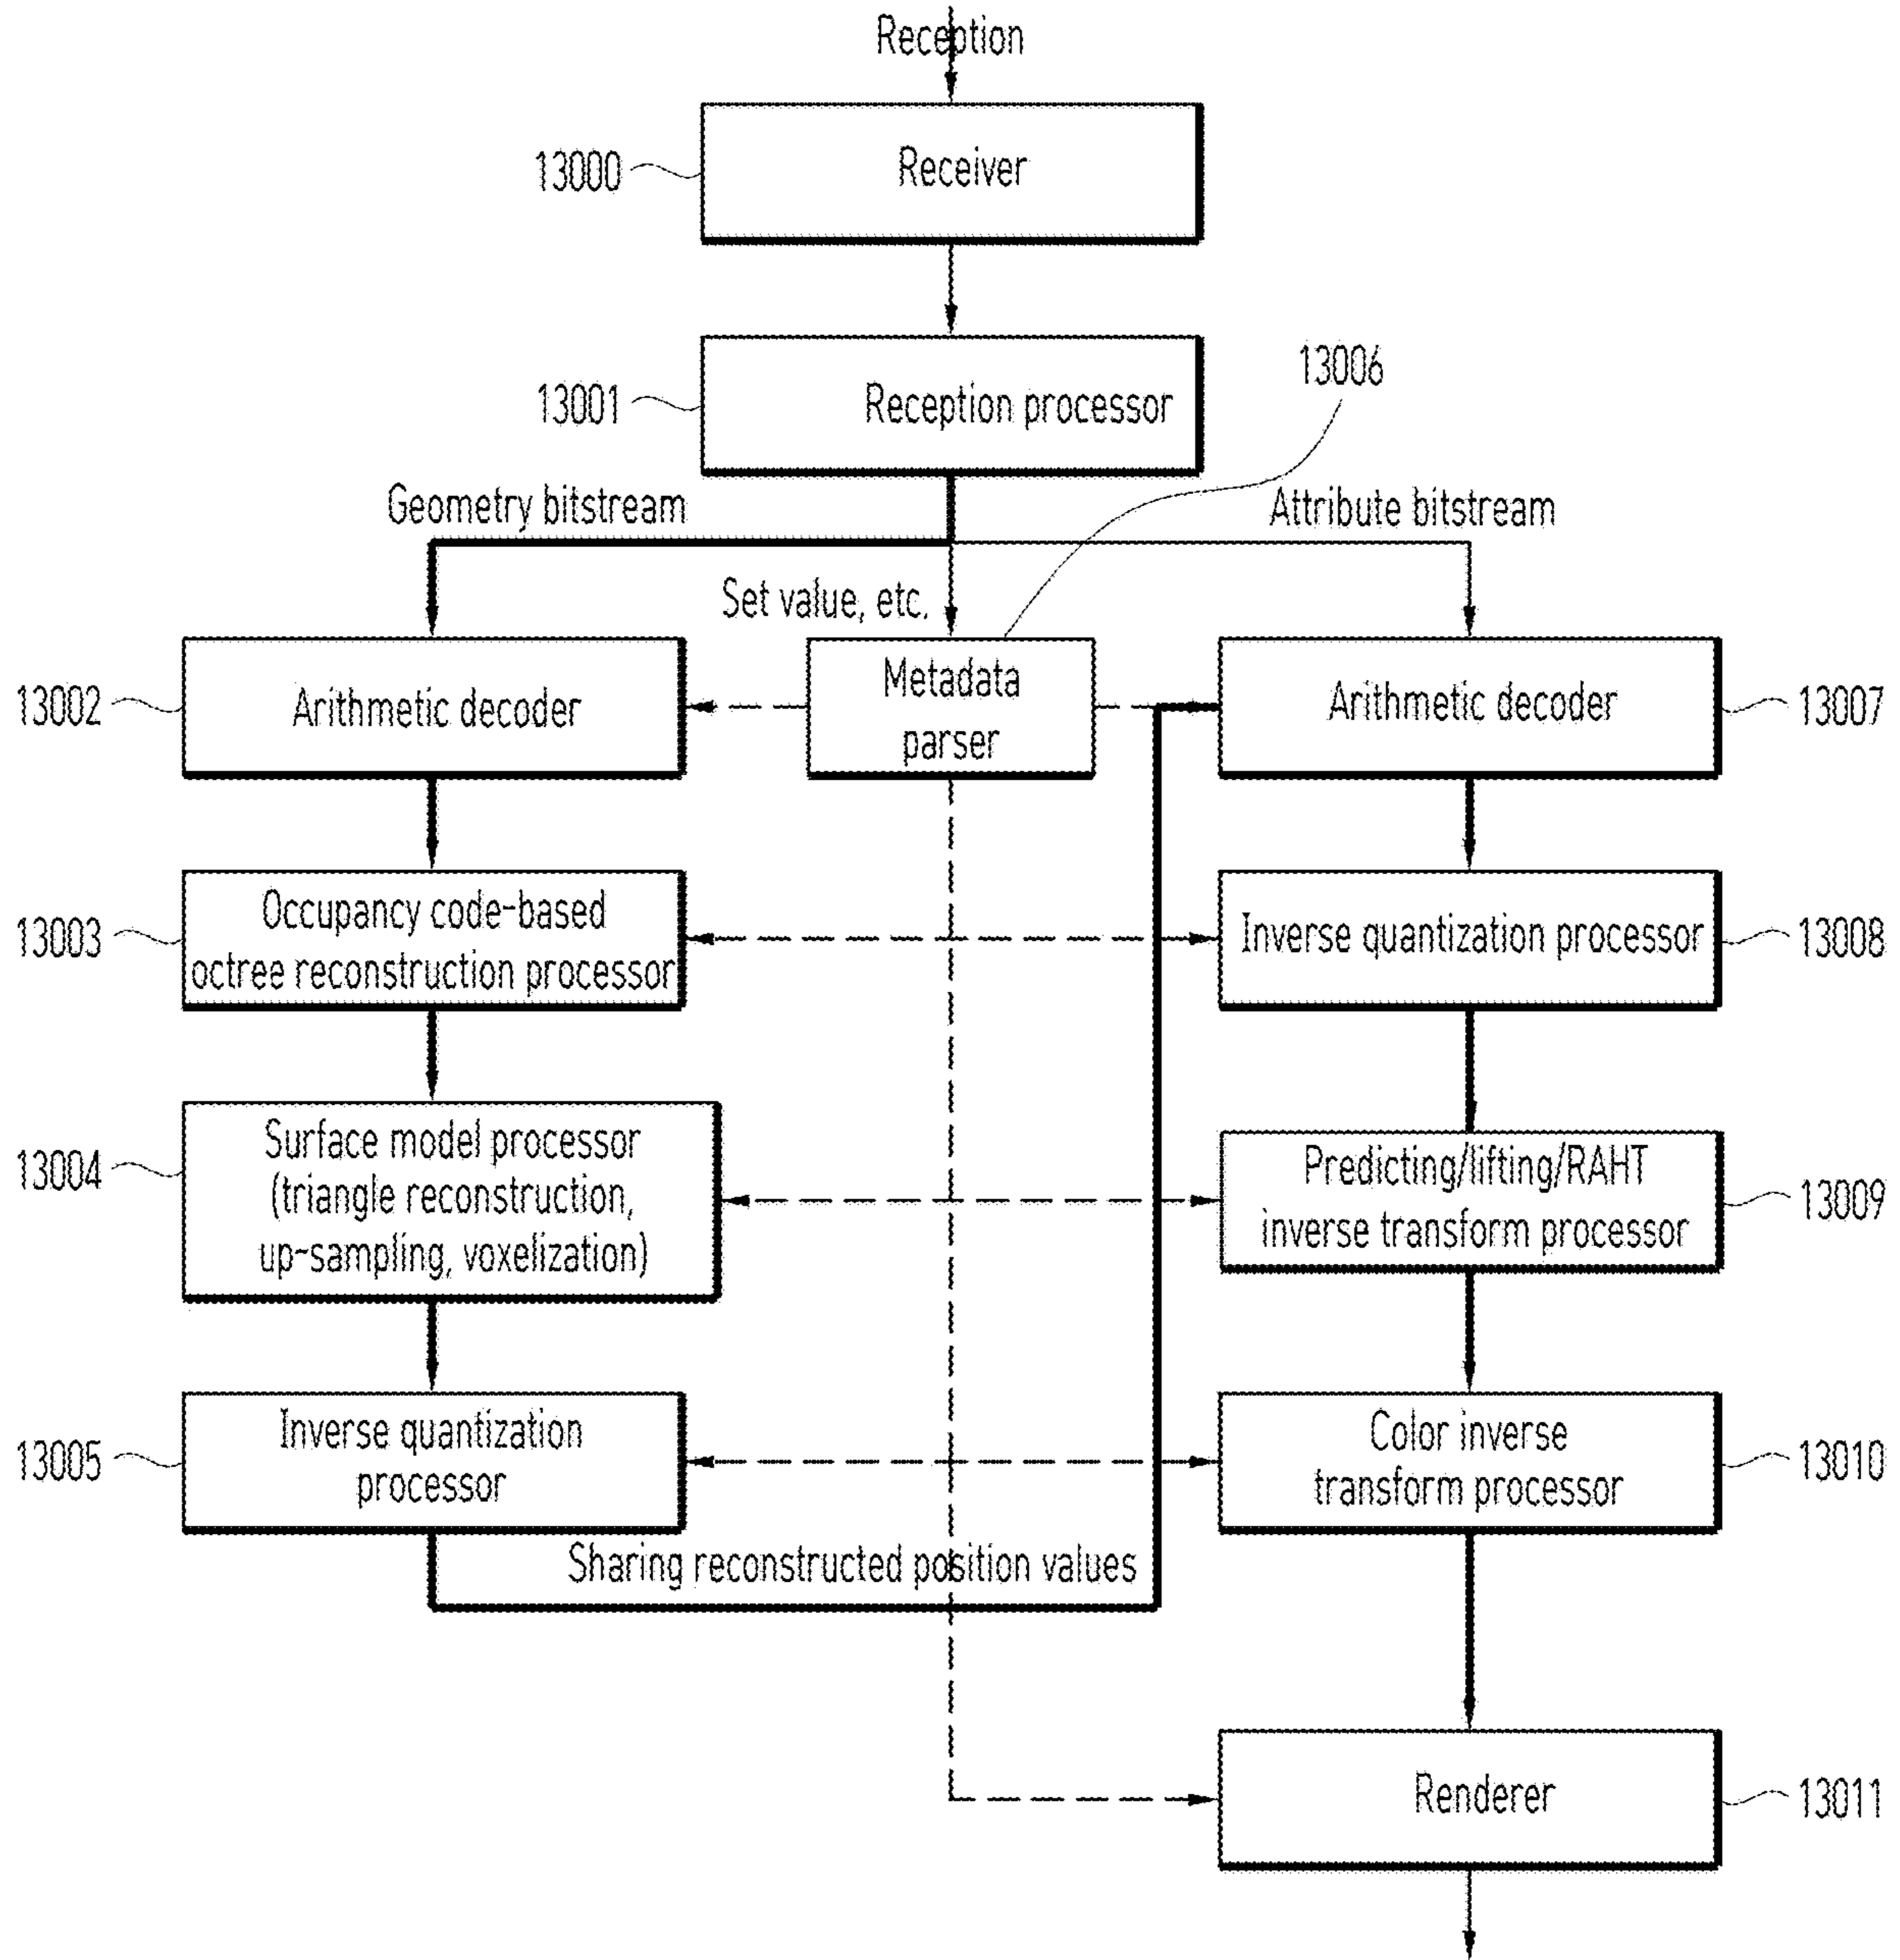 Reception
Receiver
13000
Reception processor
13001
13006
Geometry bitstream
Attribute bitstream
Set value, etc.
Arithmetic decoder
13002
Metadata
parser
Arithmetic decoder
13007
Occupancy code-based
octree reconstruction processor
13003
Inverse quantization processor
13008
Surface model processor
(triangle reconstruction,
up-sampling, voxelization)
13004
Predicting/lifting/RAHT
inverse transform processor
13009
Inverse quantization
processor
13005
Color inverse
transform processor
13010
Sharing reconstructed position values
Renderer
13011